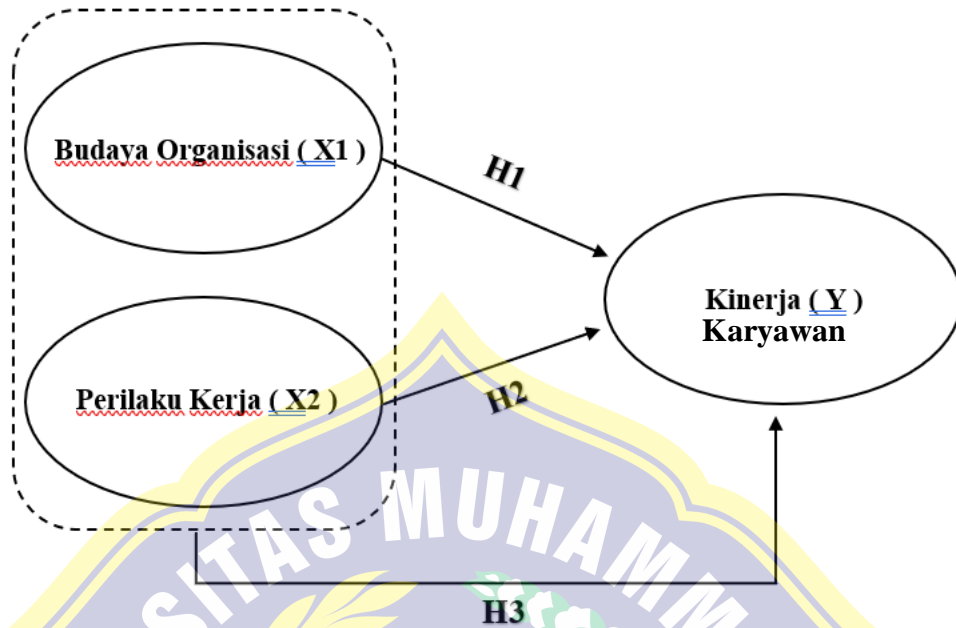 Budaya Organisasi ( X1 )
H1
Kinerja ( Y )
Karyawan
Perilaku Kerja ( X2 )
H2
SITAS MUHAMM
H3